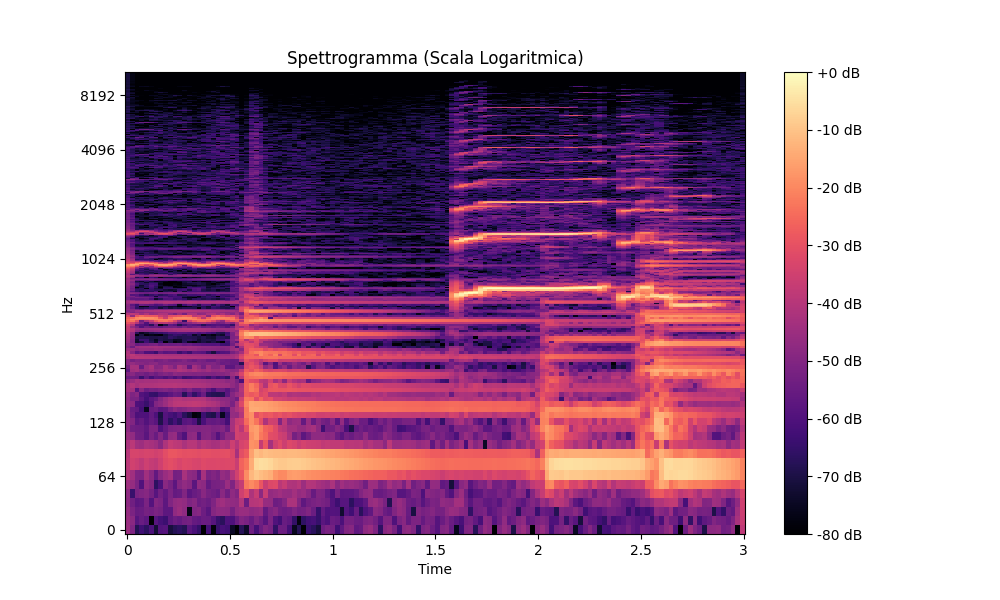 Spettrogramma (Scala Logaritmica)
Hz
8192
4096
2048
1024
512
256
128
64
0
0
0.5
1
1.5
2
2.5
3
Time
+0 dB
-10 dB
-20 dB
-30 dB
-40 dB
-50 dB
-60 dB
-70 dB
-80 dB